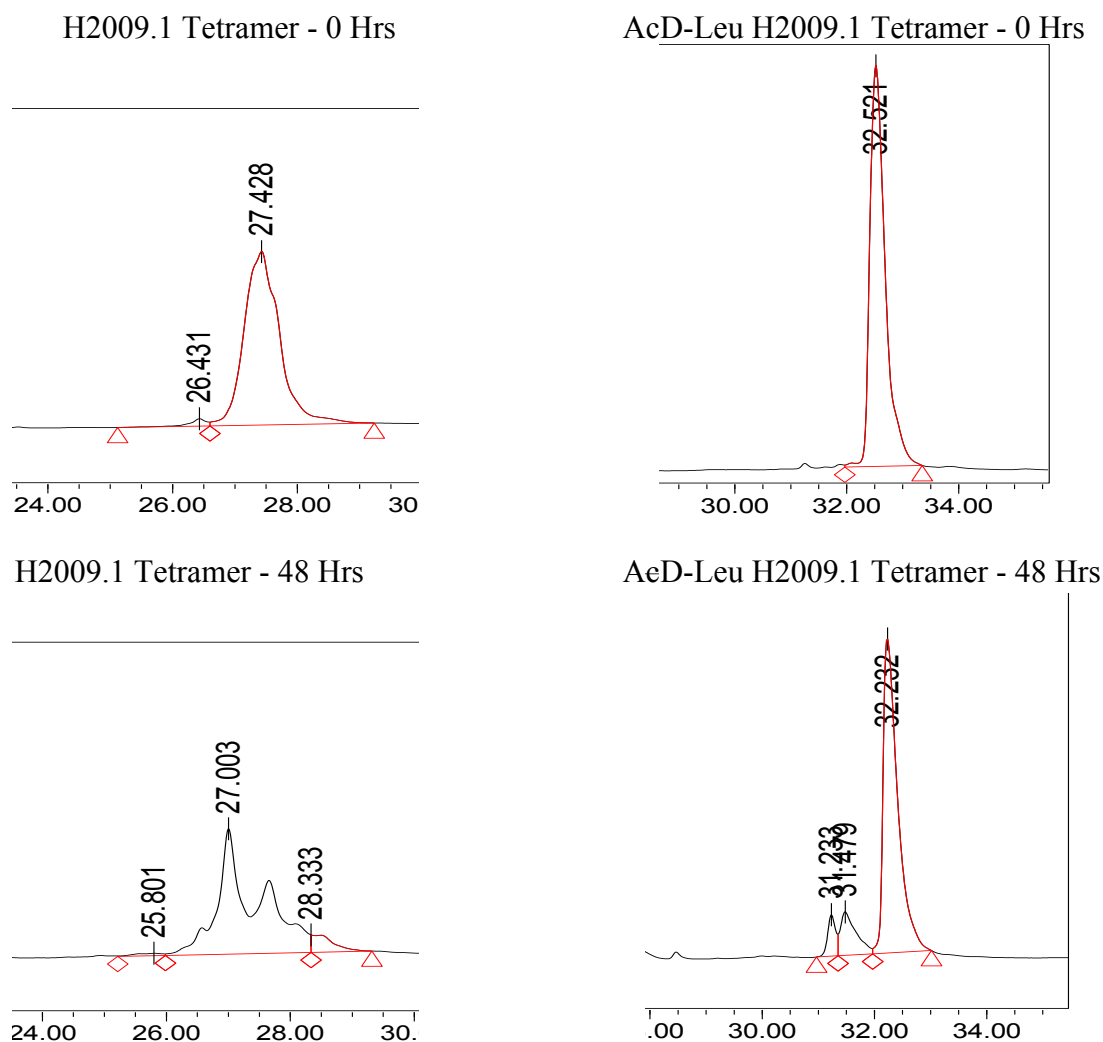 H2009.1 Tetramer - 0 Hrs
26.431
27.428
24.00 26.00 28.00 30
AcD-Leu H2009.1 Tetramer - 0 Hrs
32.521
30.00 32.00 34.00
H2009.1 Tetramer - 48 Hrs
25.801
27.003
28.333
24.00 26.00 28.00 30.
AcD-Leu H2009.1 Tetramer - 48 Hrs
31.233
31.479
32.232
.00 30.00 32.00 34.00